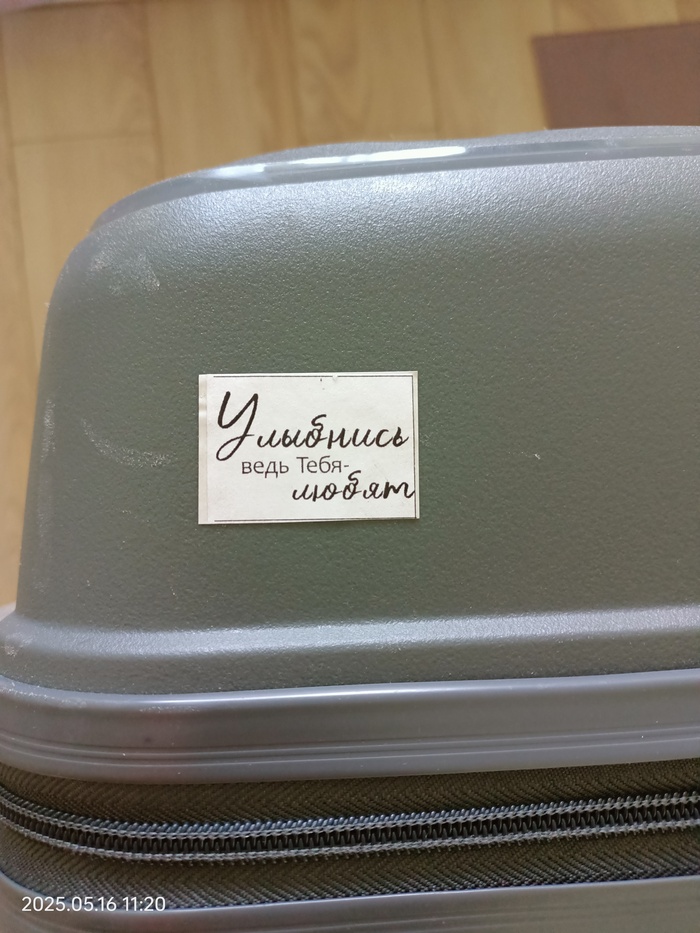 Улыбнись
ведь Тебя-
любят
2025.05.16 11:20